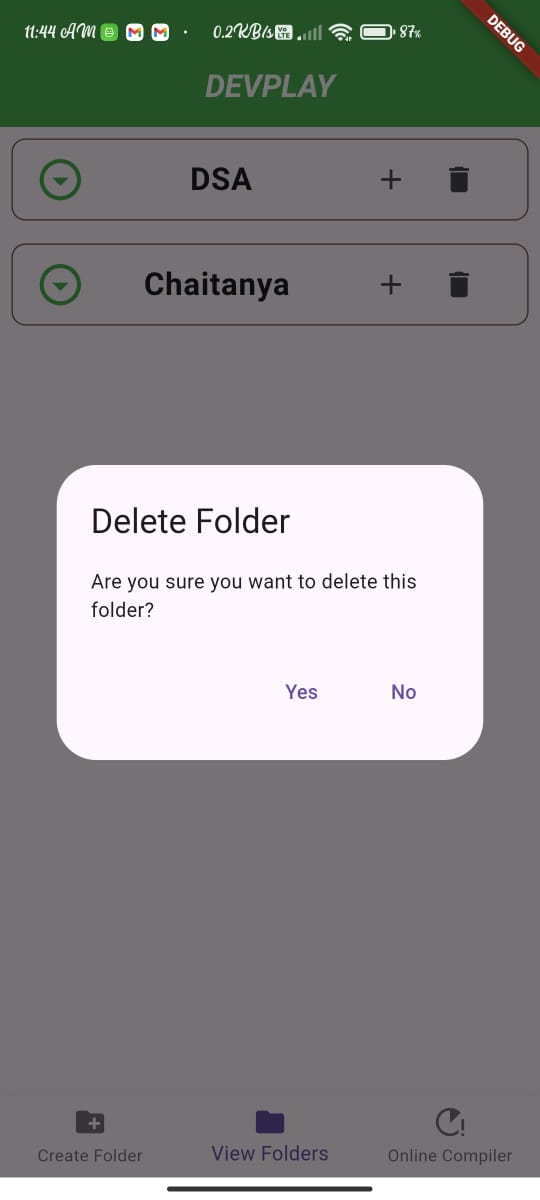 11:44 AM 0.2KB/s Vo LTE 87%
DEBUG
DEVPLAY
DSA
Chaitanya
Delete Folder
Are you sure you want to delete this
folder?
Yes No
Create Folder View Folders Online Compiler